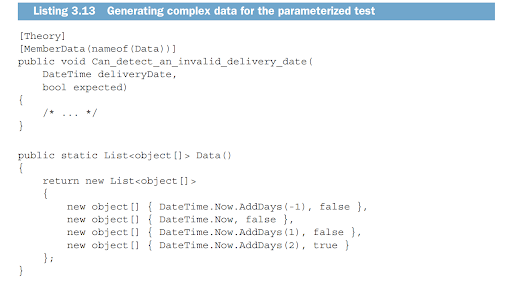 Listing 3.13 Generating complex data for the parameterized test
[Theory]
[MemberData(nameof(Data))]
public void Can_detect_an_invalid_delivery_date(
    DateTime deliveryDate,
    bool expected)
{
    /* ... */
}
public static List<object[]> Data()
{
    return new List<object[]>
    {
        new object[] { DateTime.Now.AddDays(-1), false },
        new object[] { DateTime.Now, false },
        new object[] { DateTime.Now.AddDays(1), false },
        new object[] { DateTime.Now.AddDays(2), true }
    };
}